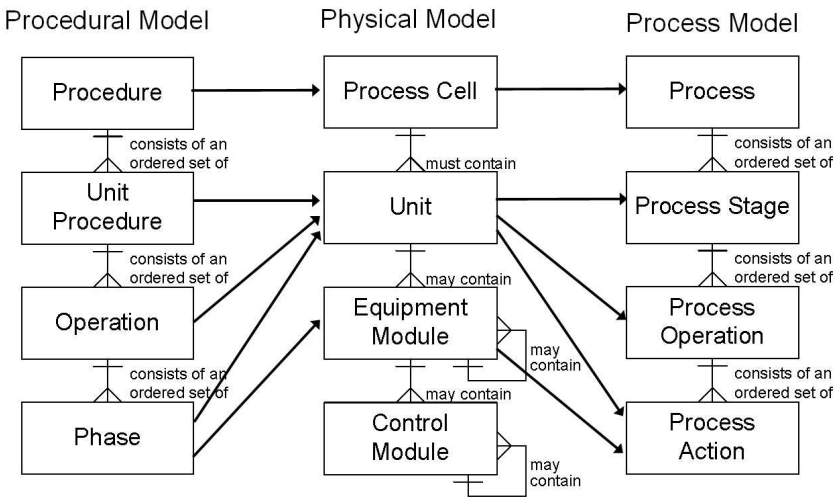 Procedural Model
Physical Model
Process Model
Procedure
Process Cell
Process
consists of an
ordered set of
must contain
consists of an
ordered set of
Unit
Procedure
Unit
Process Stage
consists of an
ordered set of
may contain
consists of an
ordered set of
Operation
Equipment
Module
Process
Operation
may
contain
consists of an
ordered set of
may contain
consists of an
ordered set of
Phase
Control
Module
Process
Action
may
contain